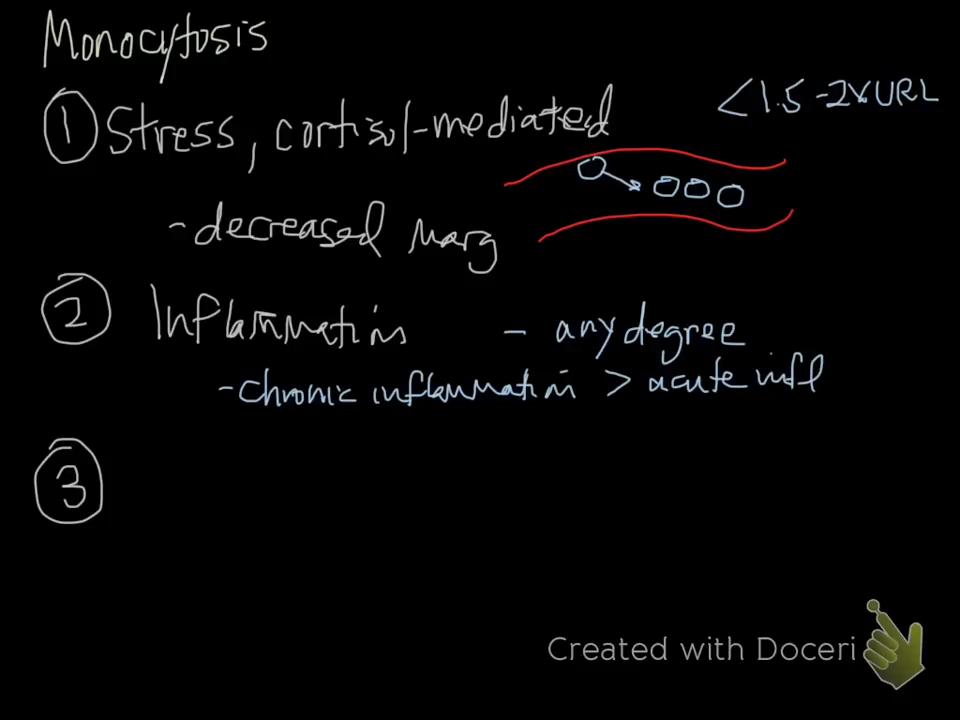 Monocytosis
① Stress, cortisol-mediated
<1.5-2xURL
- decreased marg
② Inflammation - any degree
- chronic inflammation > acute infl
③
Created with Doceri